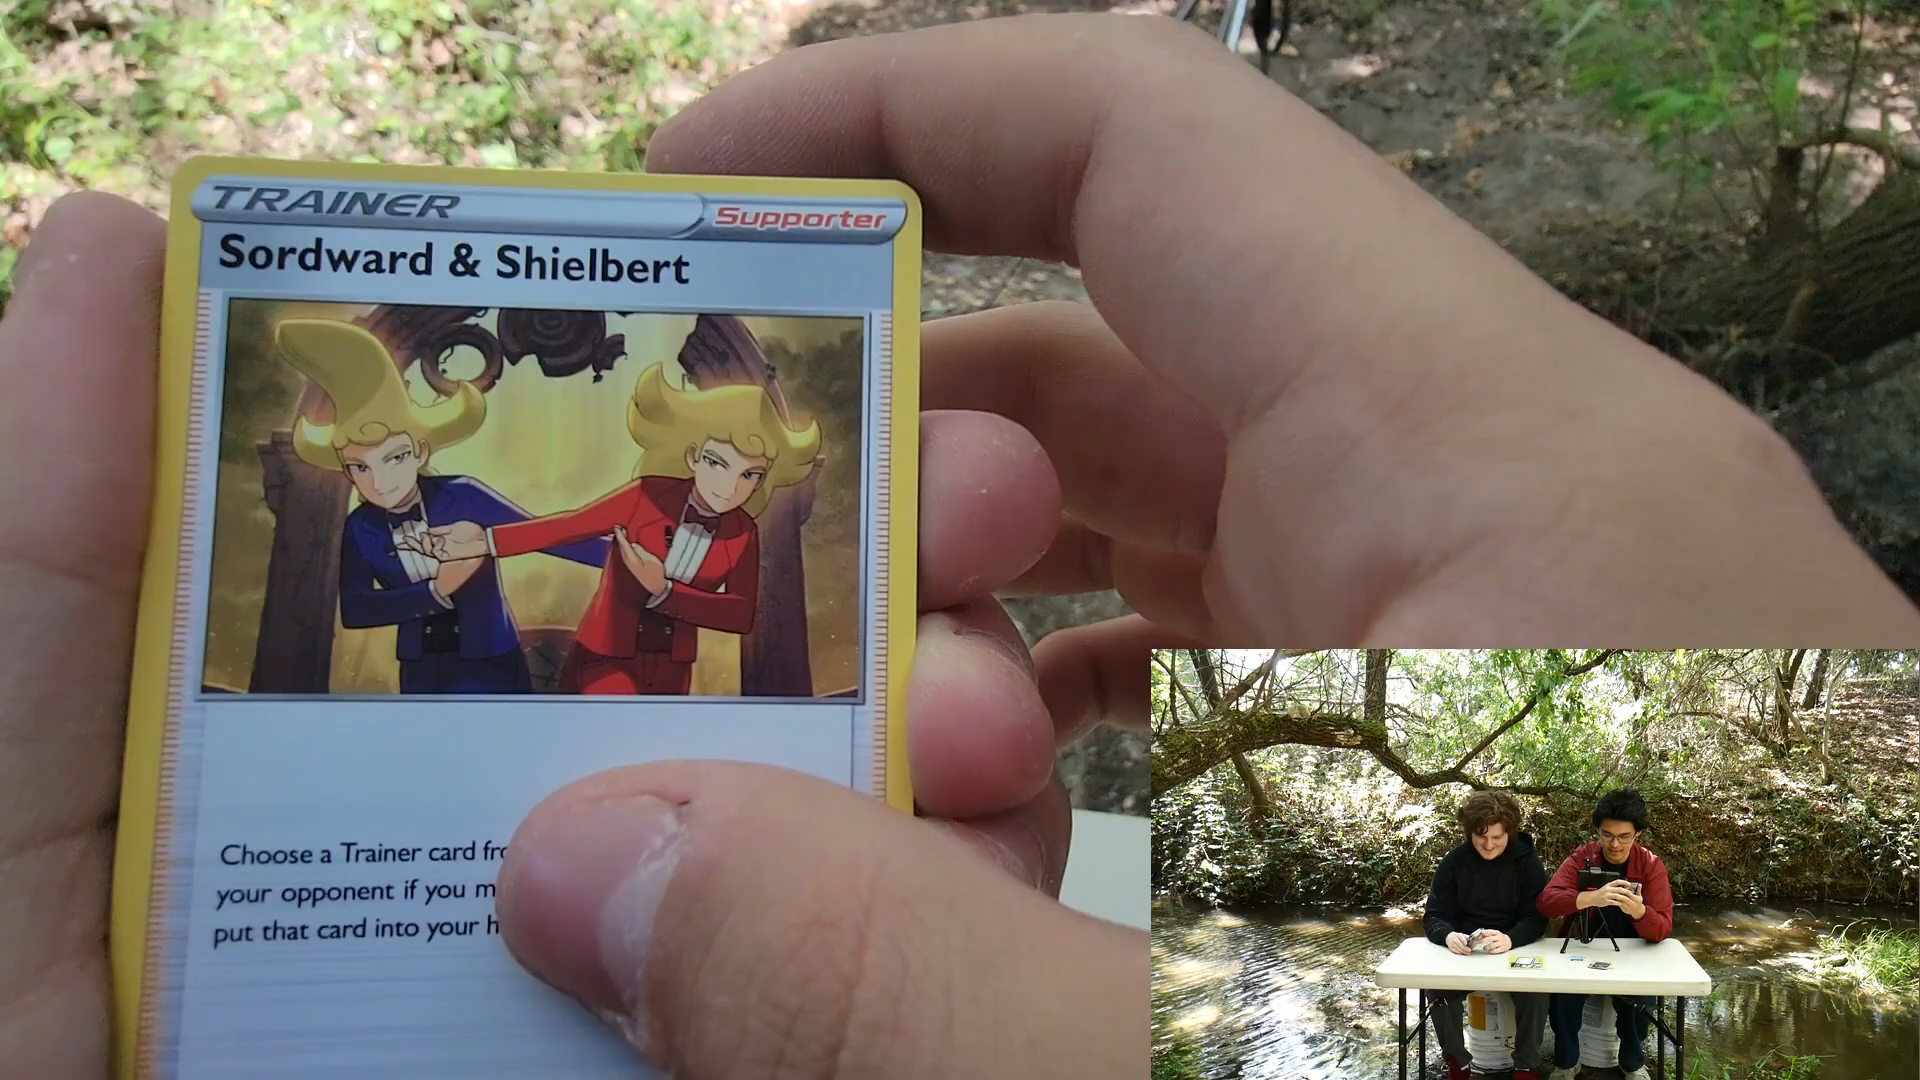 TRAINER
Supporter
Sordward & Shielbert
Choose a Trainer card
your opponent if you
put that card into your